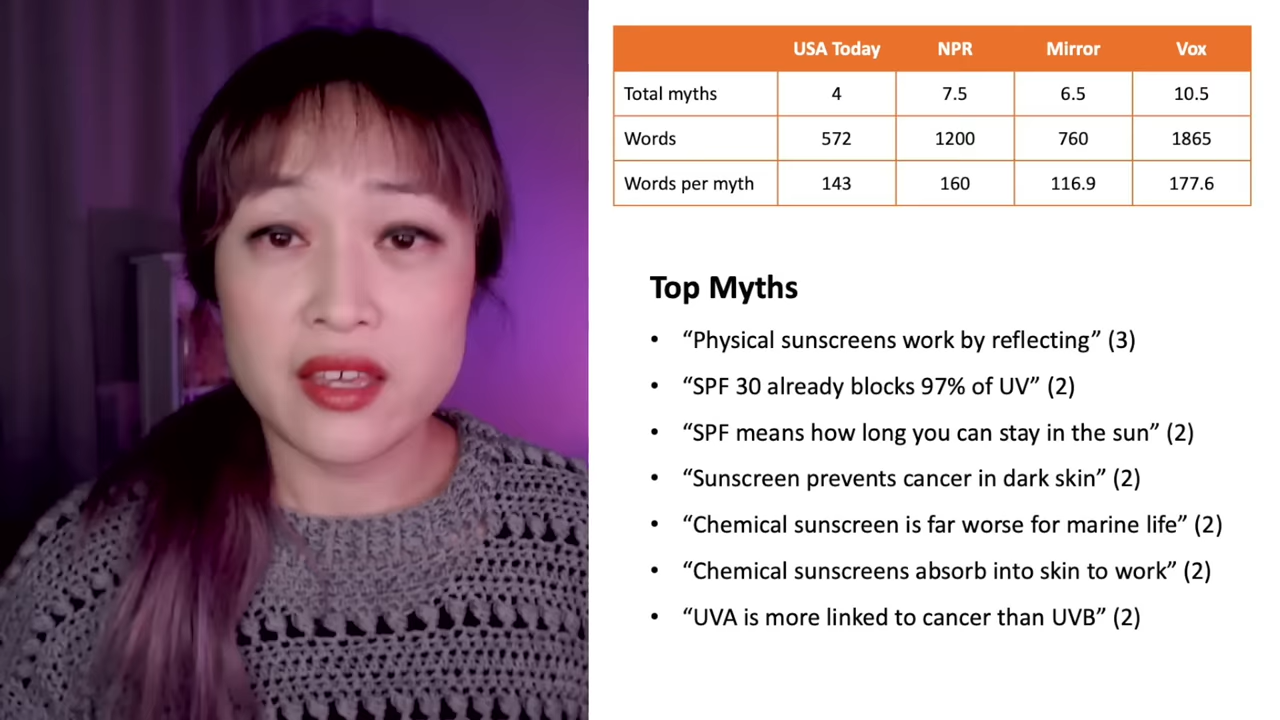 USA Today NPR Mirror Vox
Total myths 4 7.5 6.5 10.5
Words 572 1200 760 1865
Words per myth 143 160 116.9 177.6
Top Myths
• “Physical sunscreens work by reflecting” (3)
• “SPF 30 already blocks 97% of UV” (2)
• “SPF means how long you can stay in the sun” (2)
• “Sunscreen prevents cancer in dark skin” (2)
• “Chemical sunscreen is far worse for marine life” (2)
• “Chemical sunscreens absorb into skin to work” (2)
• “UVA is more linked to cancer than UVB” (2)